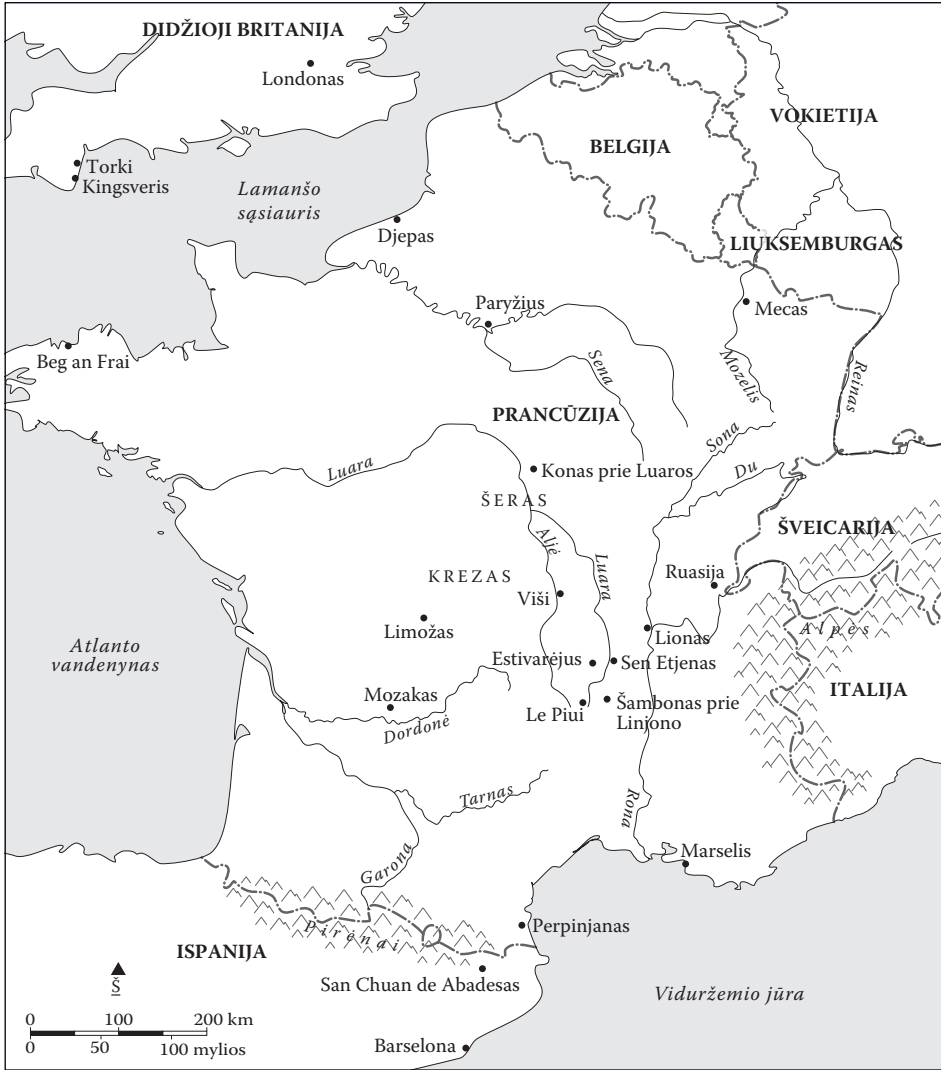 DIDŽIOJI BRITANIJA
Londonas
VOKIETIJA
BELGIJA
Torki
Kingsveris
Lamanšo
sąsiauris
Djepas
LIUKSEMBURGAS
Mecas
Paryžius
Beg an Frai
Sena
Mozelis
Reinas
PRANCŪZIJA
Sona
Luara
Konas prie Luaros
Du
ŠERAS
ŠVEICARIJA
Aljė
Luara
KREZAS
Ruasija
Viši
Limožas
Lionas
Alpės
Atlanto
vandenynas
Estivarėjus
Sen Etjenas
ITALIJA
Mozakas
Le Piui
Šambonas prie
Linjono
Dordonė
Tarnas
Rona
Marselis
Garona
Perpinjanas
Pirėnai
ISPANIJA
San Chuan de Abadesas
Š
Viduržemio jūra
0 100 200 km
0 50 100 mylios
Barselona